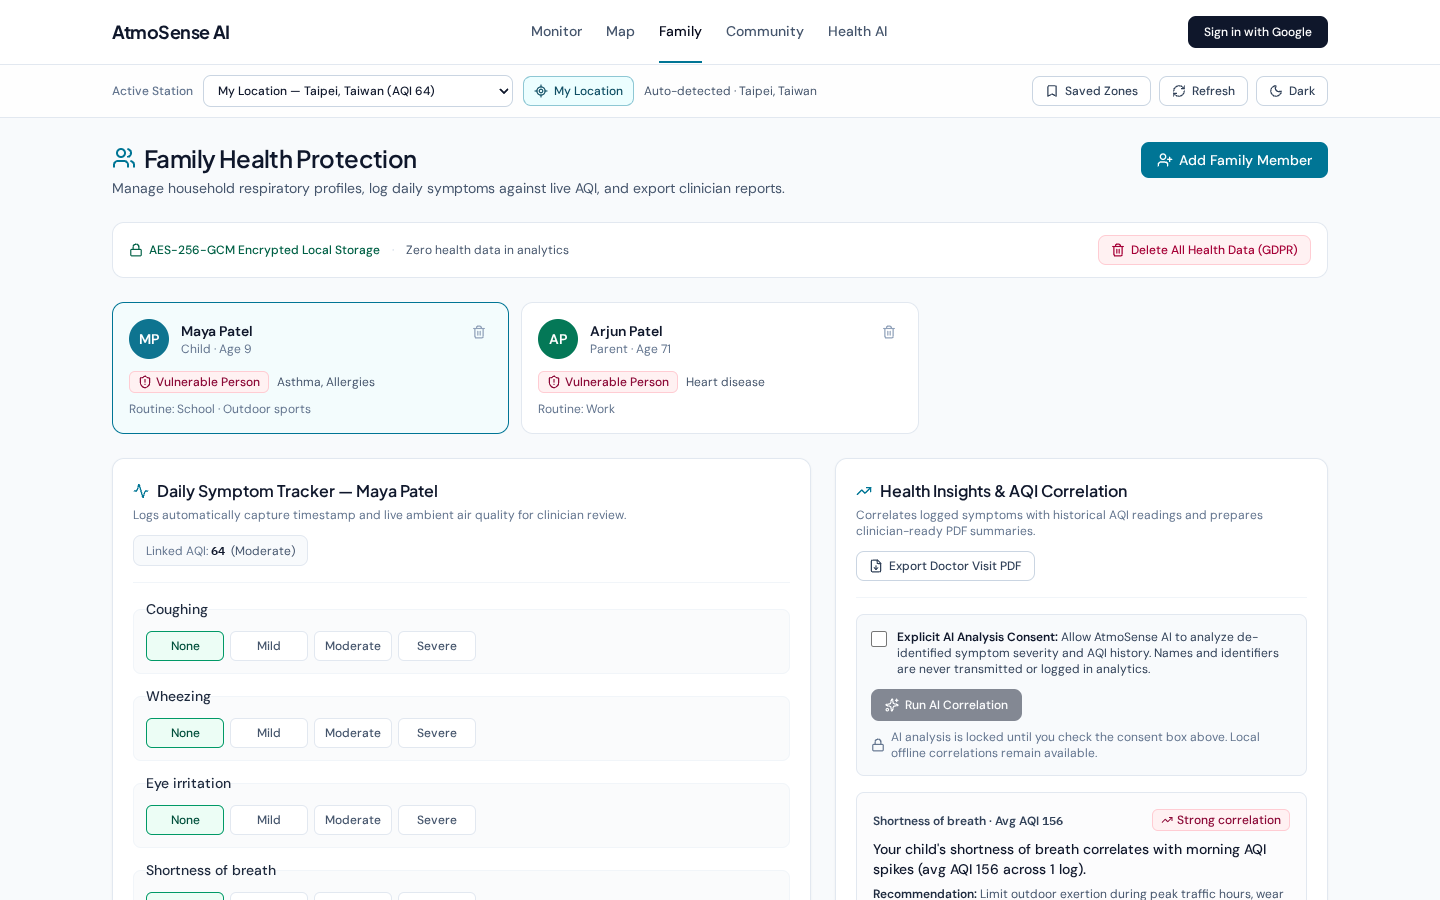 AtmoSense AI
Monitor
Map
Family
Community
Health AI
Sign in with Google
Active Station
My Location — Taipei, Taiwan (AQI 64)
My Location
Auto-detected · Taipei, Taiwan
Saved Zones
Refresh
Dark
Family Health Protection
Add Family Member
Manage household respiratory profiles, log daily symptoms against live AQI, and export clinician reports.
AES-256-GCM Encrypted Local Storage
·
Zero health data in analytics
Delete All Health Data (GDPR)
MP
Maya Patel
Child · Age 9
Vulnerable Person
Asthma, Allergies
Routine: School · Outdoor sports
AP
Arjun Patel
Parent · Age 71
Vulnerable Person
Heart disease
Routine: Work
Daily Symptom Tracker — Maya Patel
Logs automatically capture timestamp and live ambient air quality for clinician review.
Linked AQI: 64 (Moderate)
Coughing
None
Mild
Moderate
Severe
Wheezing
None
Mild
Moderate
Severe
Eye irritation
None
Mild
Moderate
Severe
Shortness of breath
Health Insights & AQI Correlation
Correlates logged symptoms with historical AQI readings and prepares
clinician-ready PDF summaries.
Export Doctor Visit PDF
Explicit AI Analysis Consent: Allow AtmoSense AI to analyze de-
identified symptom severity and AQI history. Names and identifiers
are never transmitted or logged in analytics.
Run AI Correlation
AI analysis is locked until you check the consent box above. Local
offline correlations remain available.
Shortness of breath · Avg AQI 156
Strong correlation
Your child's shortness of breath correlates with morning AQI
spikes (avg AQI 156 across 1 log).
Recommendation: Limit outdoor exertion during peak traffic hours, wear